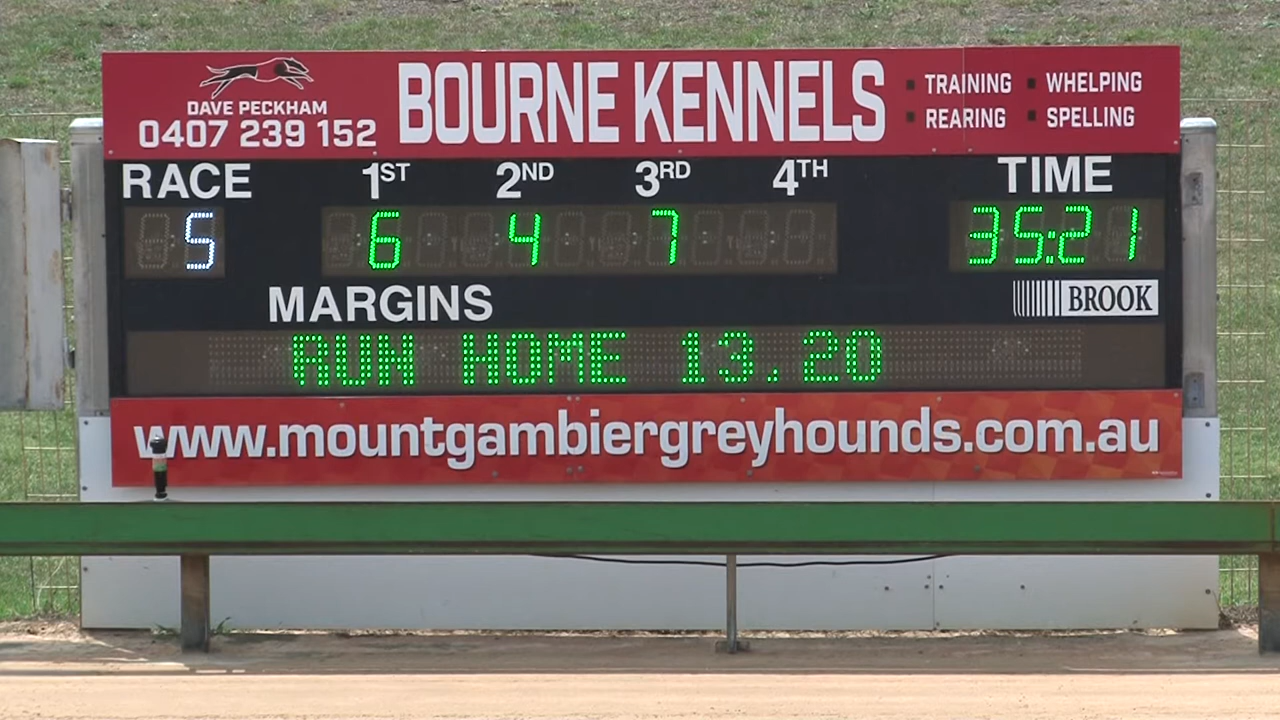 BOURNE KENNELS
DAVE PECKHAM
0407 239 152
▪ TRAINING ▪ WHELPING
▪ REARING ▪ SPELLING
RACE 1ST 2ND 3RD 4TH TIME
5 6 4 7 35:21
MARGINS
BROOK
RUN HOME 13.20
www.mountgambiergreyhounds.com.au